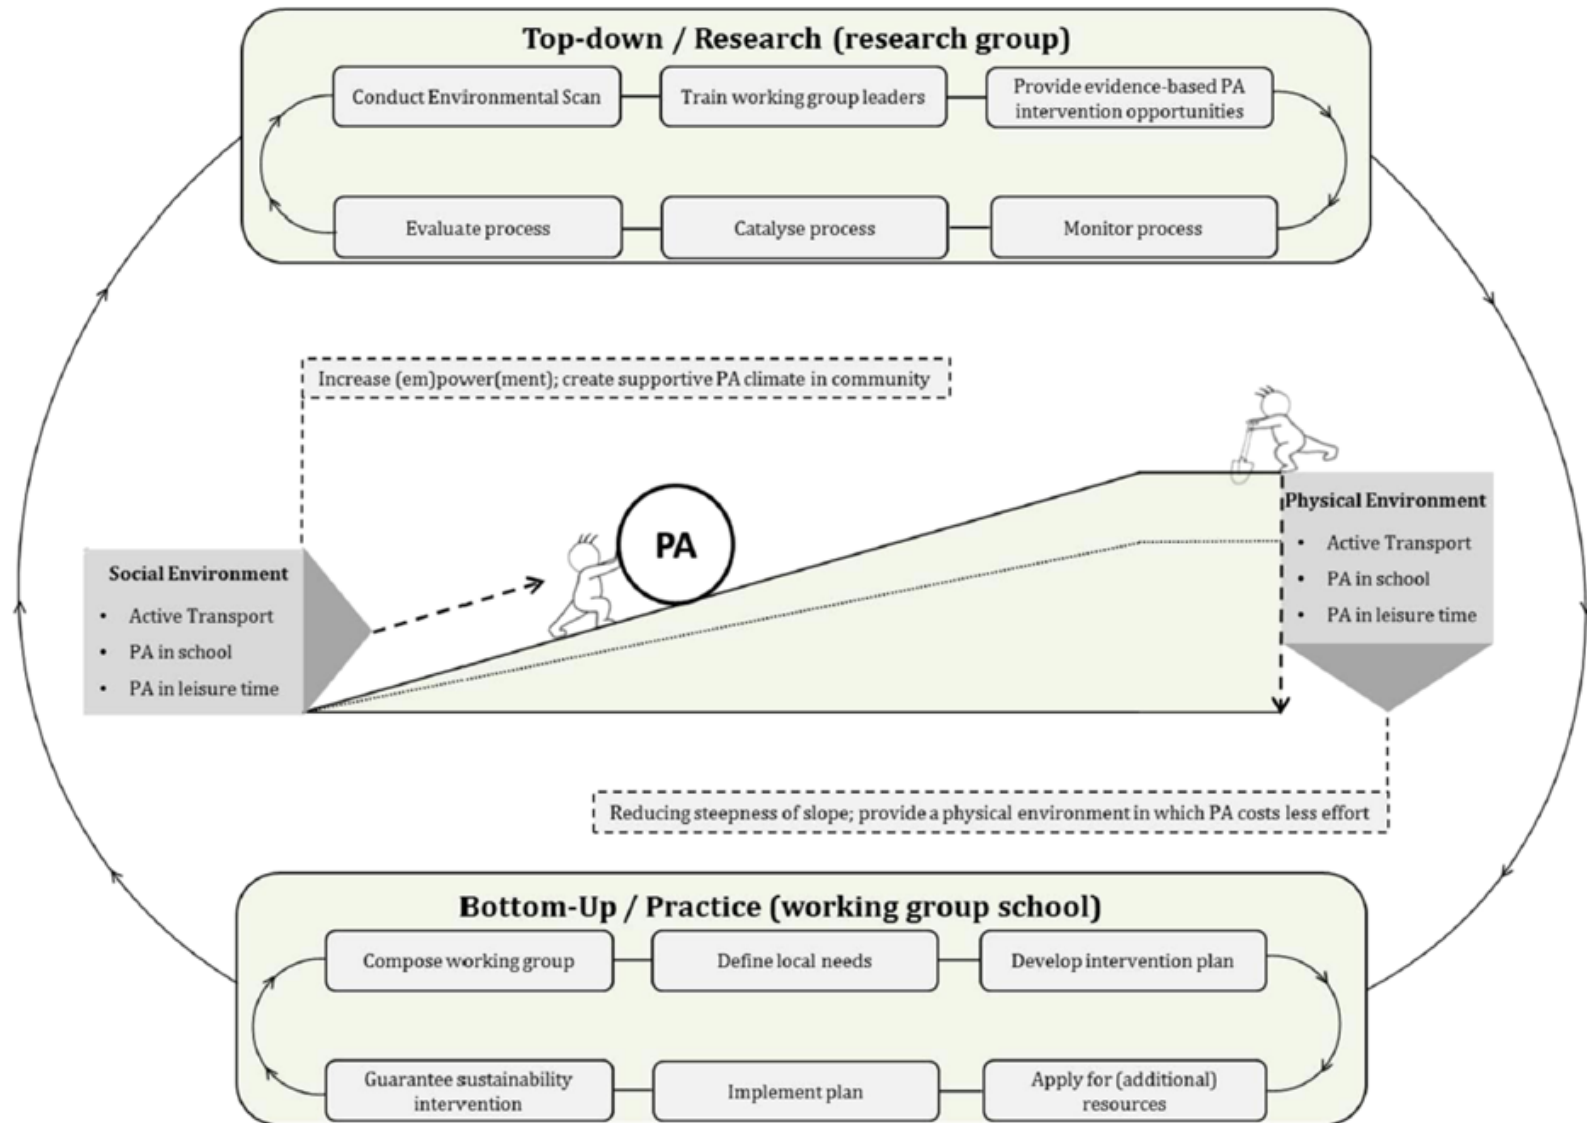 Top-down / Research (research group)
Conduct Environmental Scan
Train working group leaders
Provide evidence-based PA
intervention opportunities
Evaluate process
Catalyse process
Monitor process
Increase (em)power(ment); create supportive PA climate in community
PA
Social Environment
• Active Transport
• PA in school
• PA in leisure time
Physical Environment
• Active Transport
• PA in school
• PA in leisure time
Reducing steepness of slope; provide a physical environment in which PA costs less effort
Bottom-Up / Practice (working group school)
Compose working group
Define local needs
Develop intervention plan
Guarantee sustainability
intervention
Implement plan
Apply for (additional)
resources